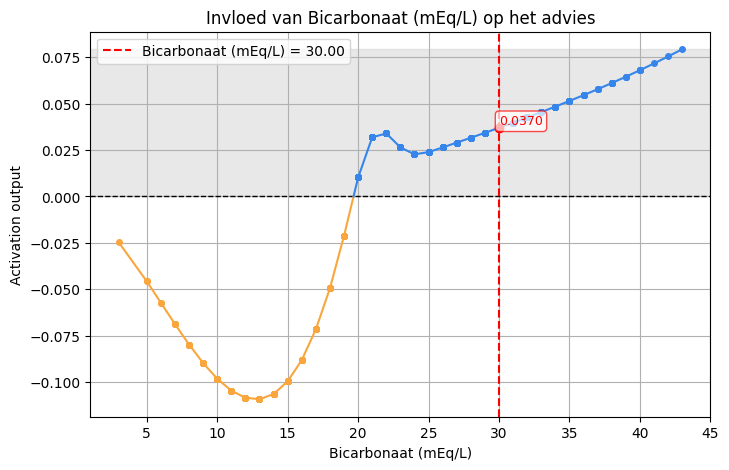 Invloed van Bicarbonaat (mEq/L) op het advies
Bicarbonaat (mEq/L) = 30.00
0.0370
Activation output
0.075
0.050
0.025
0.000
−0.025
−0.050
−0.075
−0.100
5 10 15 20 25 30 35 40 45
Bicarbonaat (mEq/L)